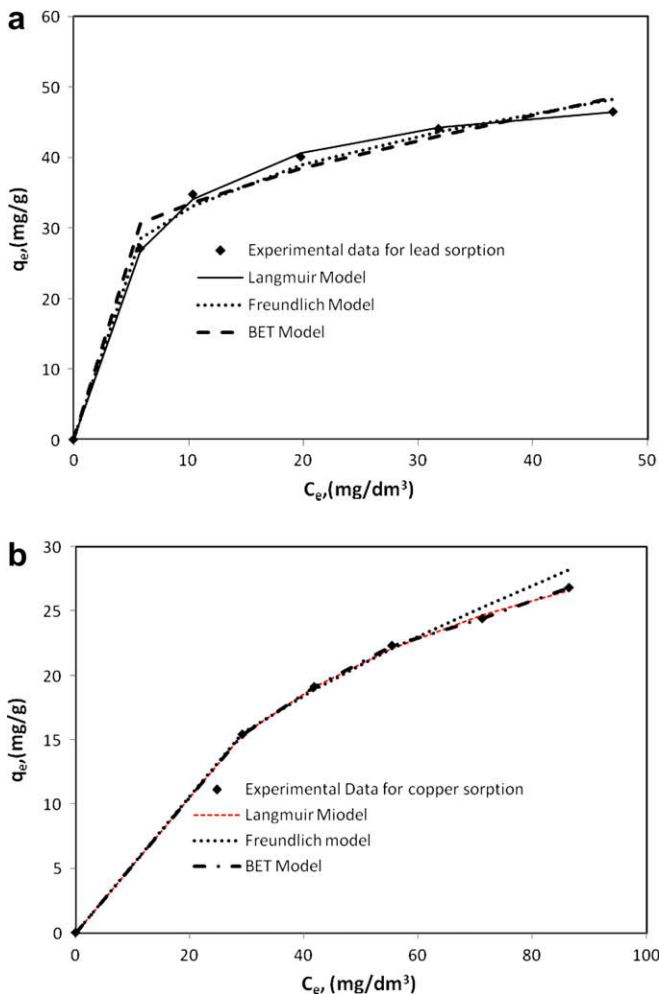 a
60
50
40
30
20
10
0
qe,(mg/g)
Experimental data for lead sorption
Langmuir Model
Freundlich Model
BET Model
0 10 20 30 40 50
Ce,(mg/dm³)
b
30
25
20
15
10
5
0
qe,(mg/g)
Experimental Data for copper sorption
Langmuir Miodel
Freundlich model
BET Model
0 20 40 60 80 100
Ce, (mg/dm³)